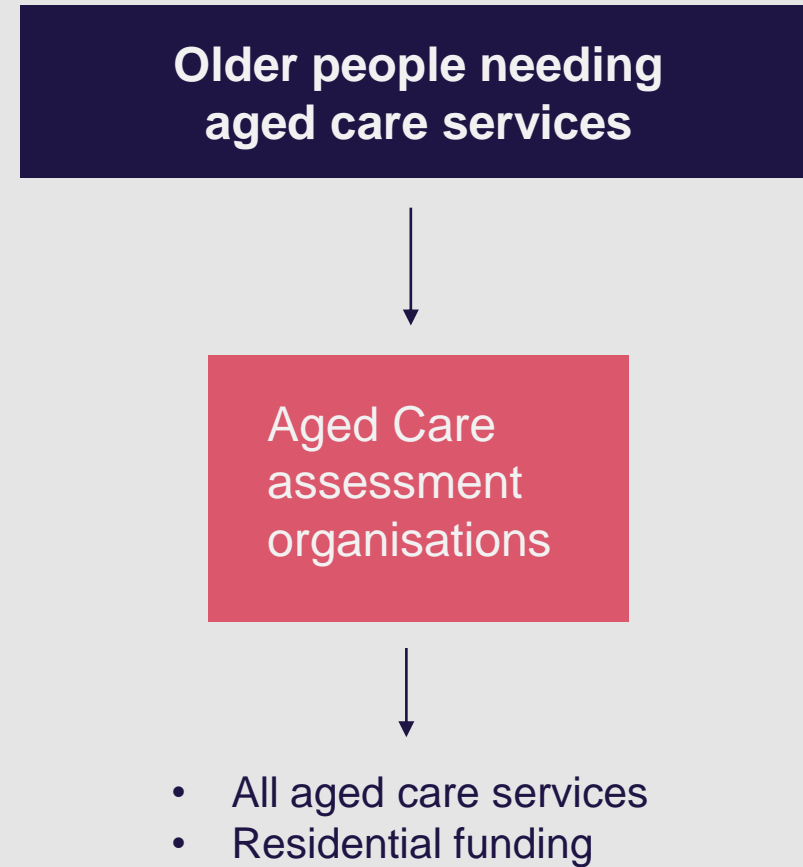 Older people needing
aged care services
Aged Care
assessment
organisations
• All aged care services
• Residential funding